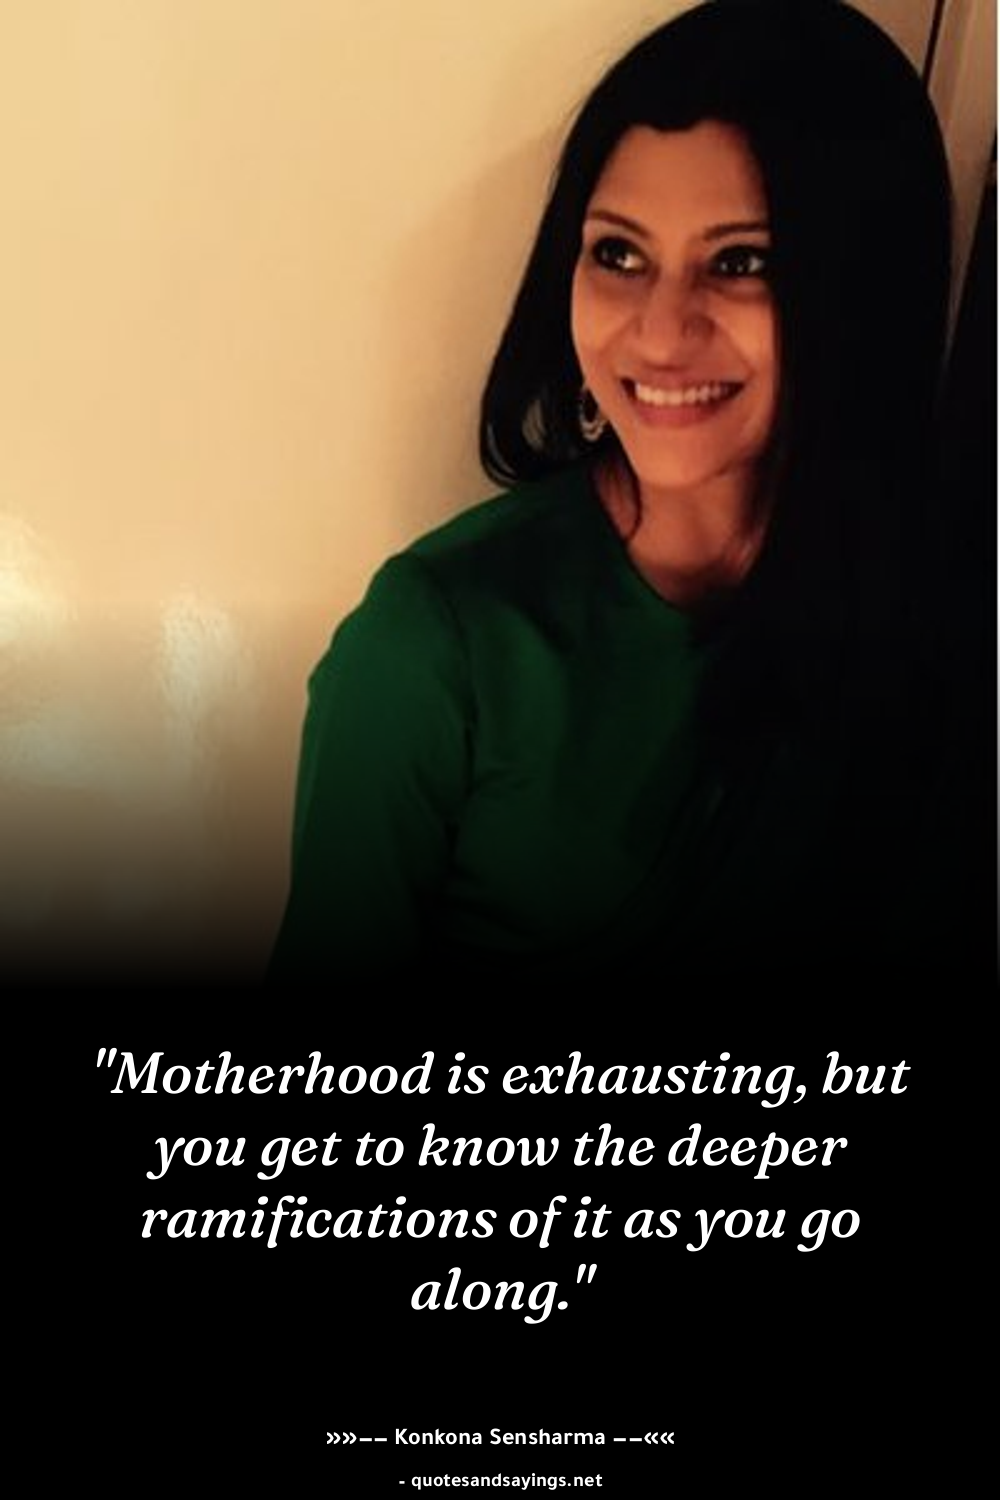 "Motherhood is exhausting, but
you get to know the deeper
ramifications of it as you go
along."
»»−− Konkona Sensharma −−««
- quotesandsayings.net